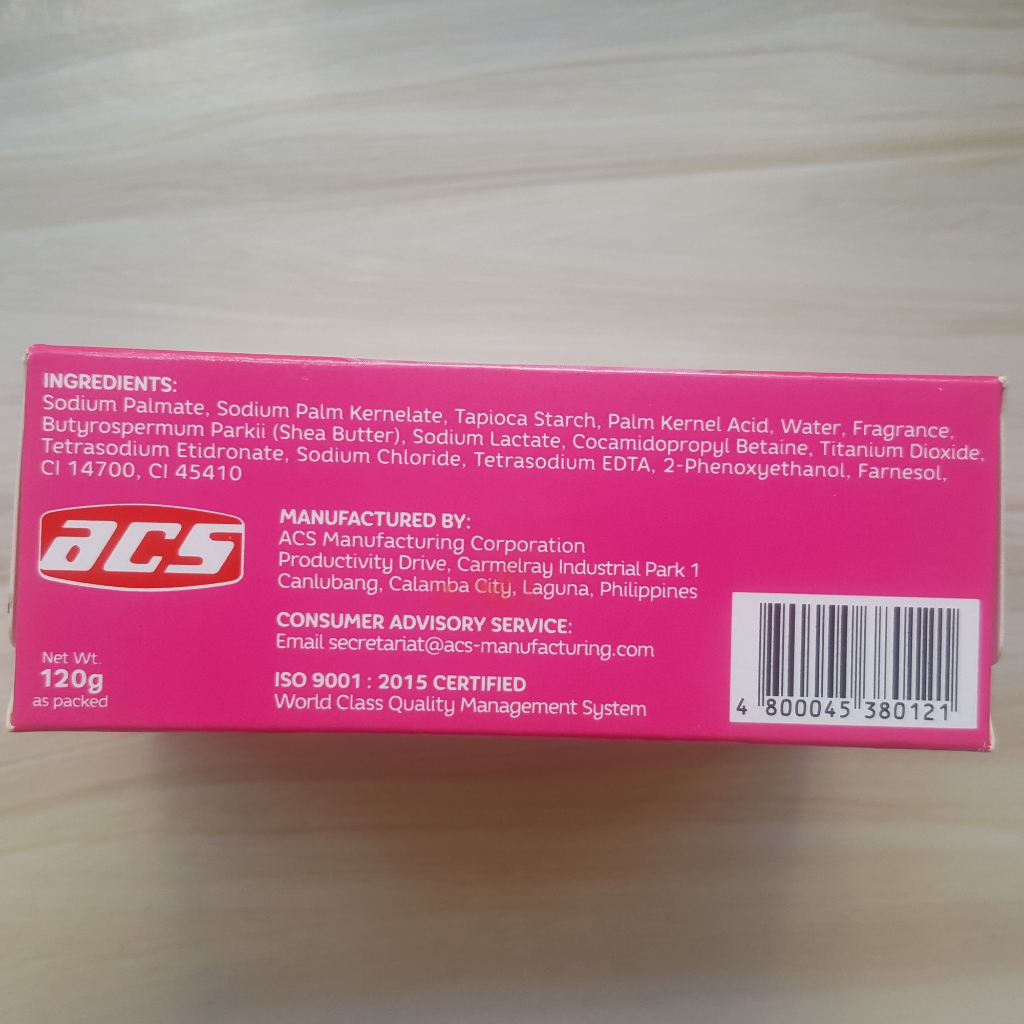 INGREDIENTS:
Sodium Palmate, Sodium Palm Kernelate, Tapioca Starch, Palm Kernel Acid, Water, Fragrance,
Butyrospermum Parkii (Shea Butter), Sodium Lactate, Cocamidopropyl Betaine, Titanium Dioxide,
Tetrasodium Etidronate, Sodium Chloride, Tetrasodium EDTA, 2-Phenoxyethanol, Farnesol,
CI 14700, CI 45410
acs
MANUFACTURED BY:
ACS Manufacturing Corporation
Productivity Drive, Carmelray Industrial Park 1
Canlubang, Calamba City, Laguna, Philippines
CONSUMER ADVISORY SERVICE:
Email secretariat@acs-manufacturing.com
ISO 9001 : 2015 CERTIFIED
World Class Quality Management System
Net Wt.
120g
as packed
4 800045 380121